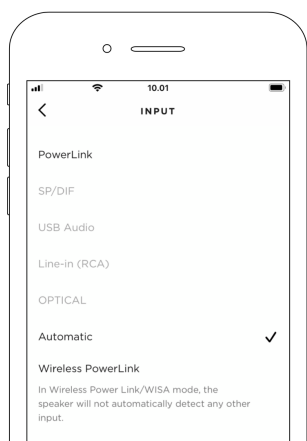 10.01
INPUT
PowerLink
SP/DIF
USB Audio
Line-in (RCA)
OPTICAL
Automatic
Wireless PowerLink
In Wireless Power Link/WISA mode, the
speaker will not automatically detect any other
input.